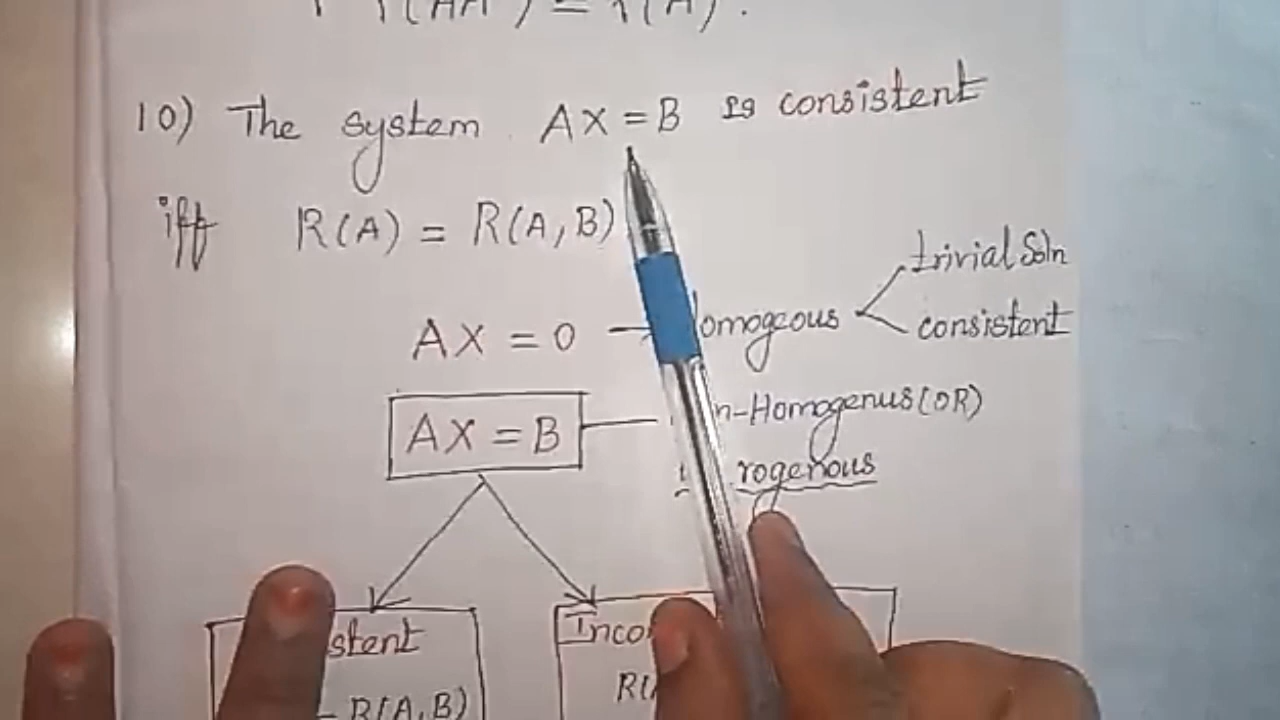 10) The system AX = B is consistent
iff R(A) = R(A, B)
trivial Soln
AX = 0 — omogeous
consistent
AX = B — n-Homogenus (OR)
rogenous
stent
Inco
R(A, B)
R(